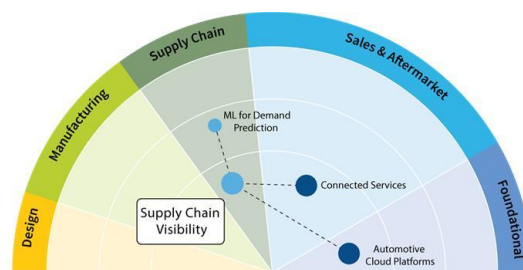 Supply Chain
Sales & Aftermarket
Manufacturing
ML for Demand
Prediction
Connected Services
Supply Chain
Visibility
Design
Foundational
Automotive
Cloud Platforms